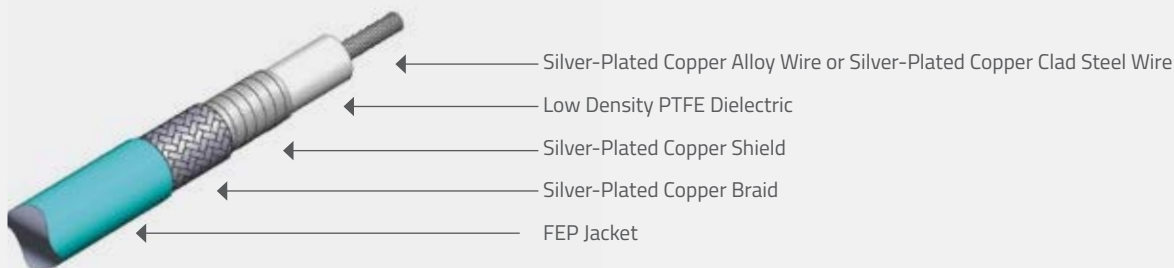 Silver-Plated Copper Alloy Wire or Silver-Plated Copper Clad Steel Wire
Low Density PTFE Dielectric
Silver-Plated Copper Shield
Silver-Plated Copper Braid
FEP Jacket